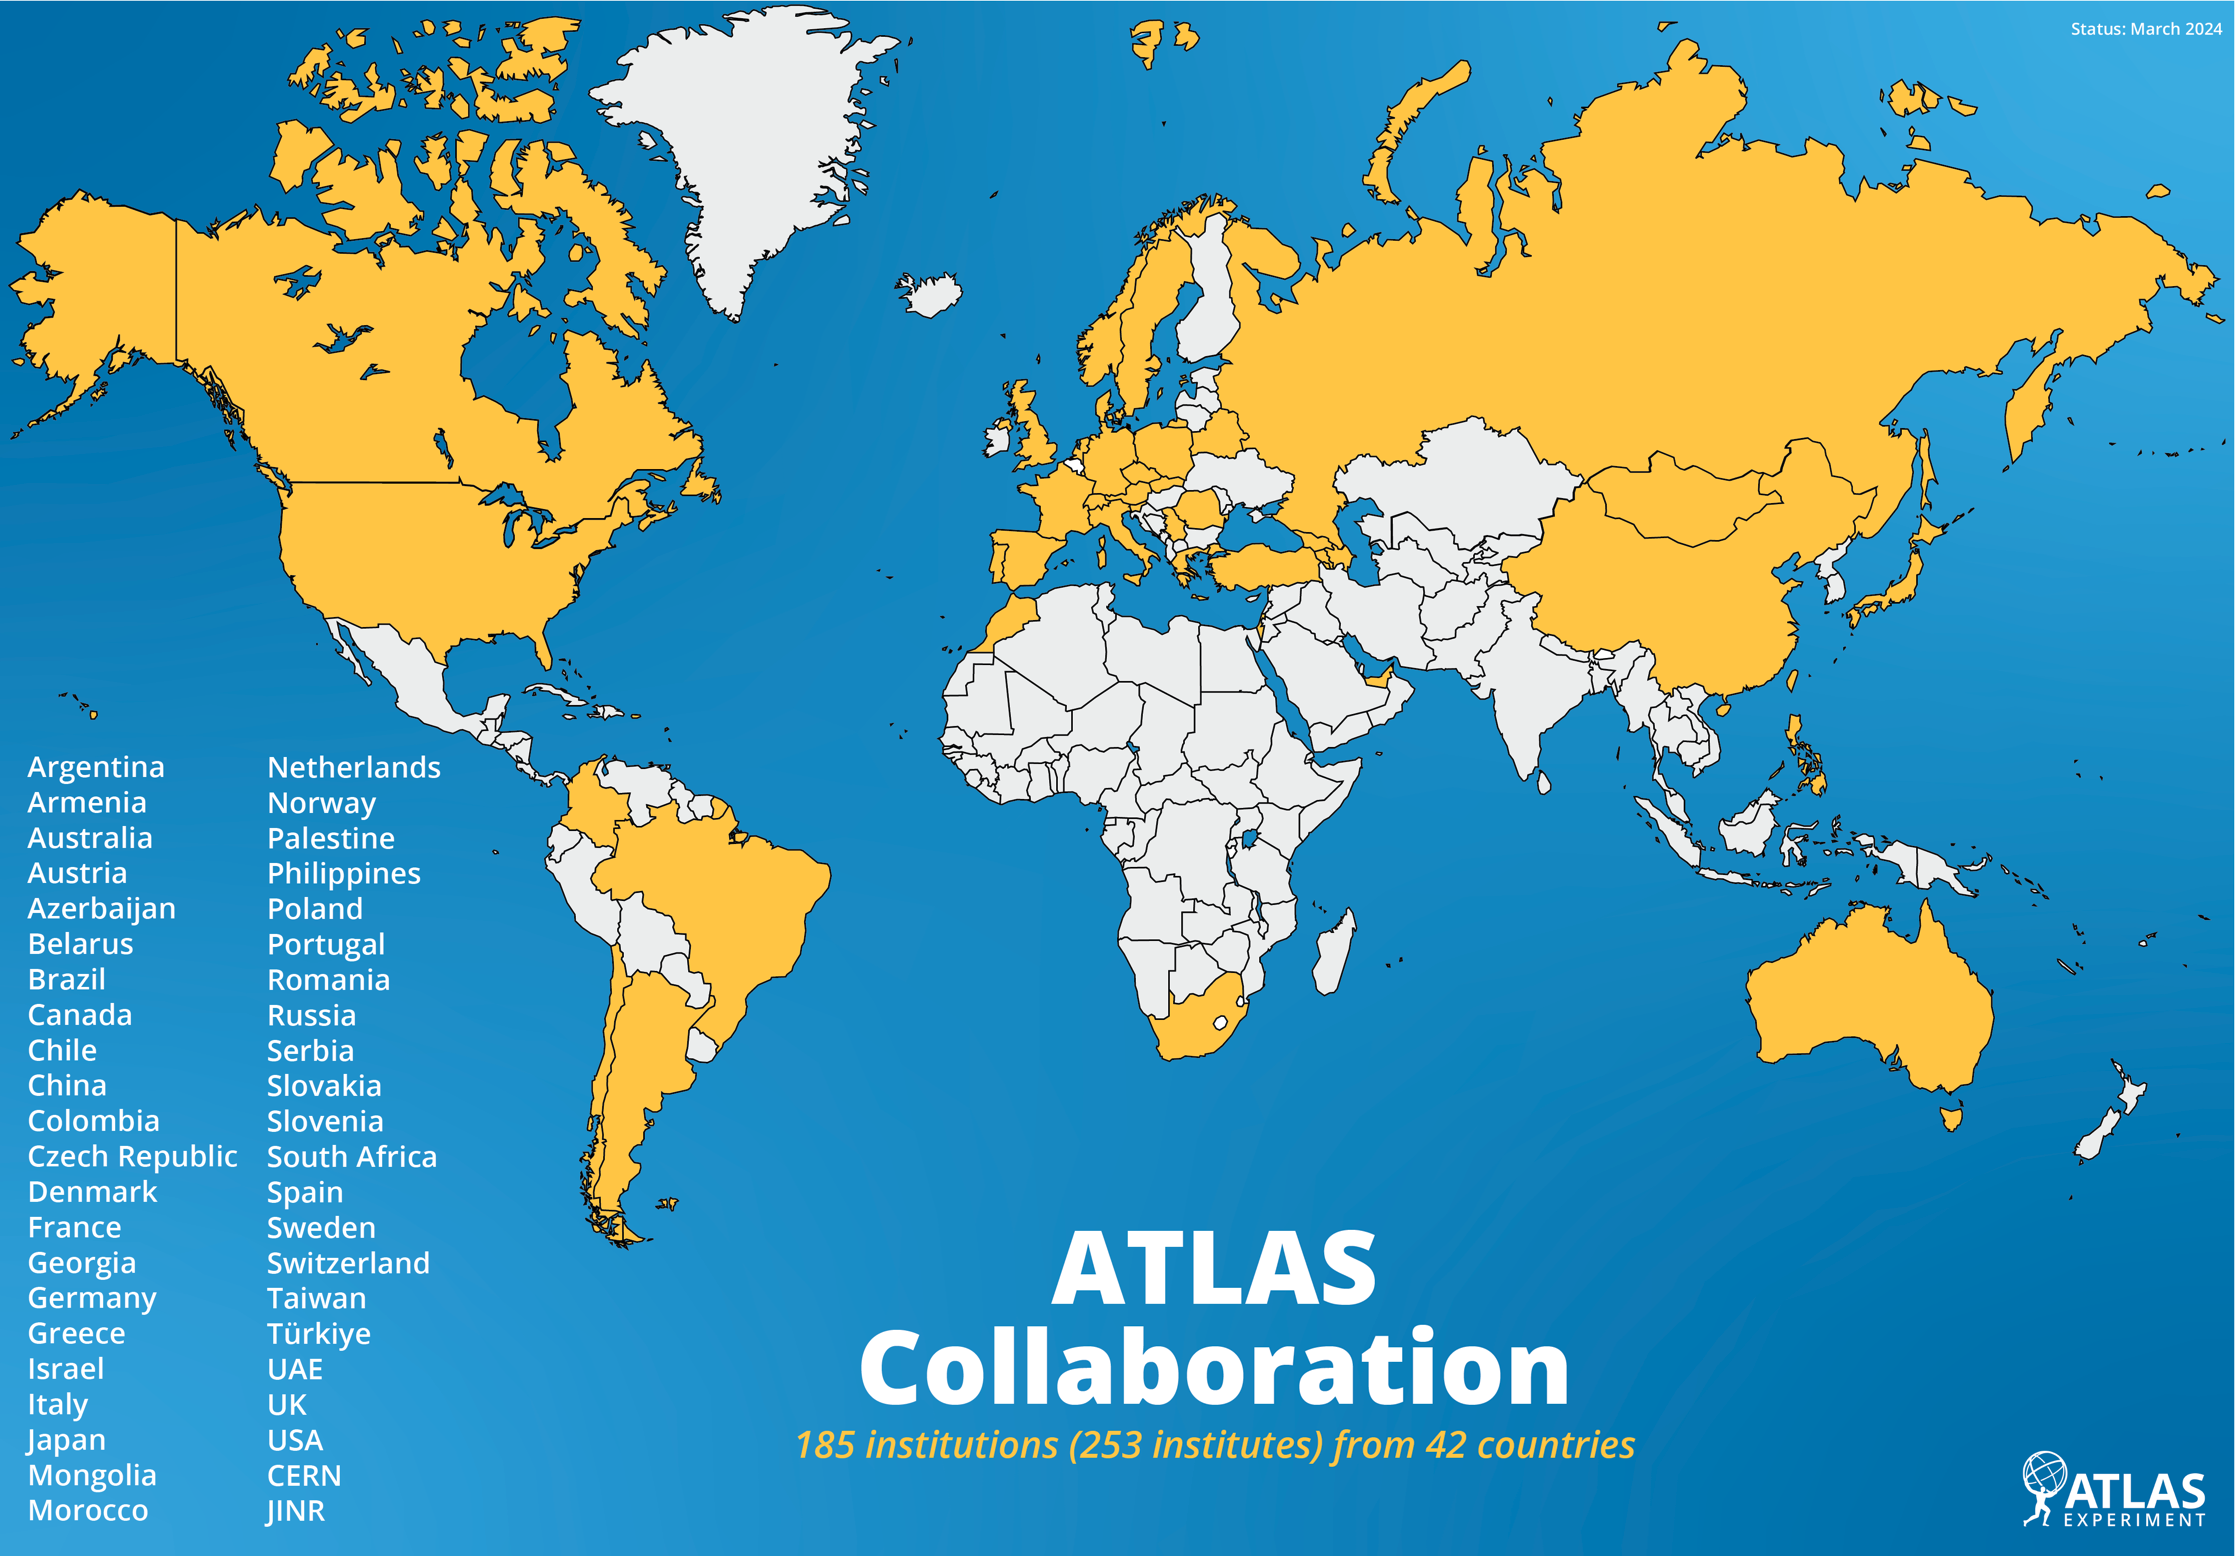 Status: March 2024
Argentina
Armenia
Australia
Austria
Azerbaijan
Belarus
Brazil
Canada
Chile
China
Colombia
Czech Republic
Denmark
France
Georgia
Germany
Greece
Israel
Italy
Japan
Mongolia
Morocco
Netherlands
Norway
Palestine
Philippines
Poland
Portugal
Romania
Russia
Serbia
Slovakia
Slovenia
South Africa
Spain
Sweden
Switzerland
Taiwan
Türkiye
UAE
UK
USA
CERN
JINR
ATLAS
Collaboration
185 institutions (253 institutes) from 42 countries
ATLAS
EXPERIMENT